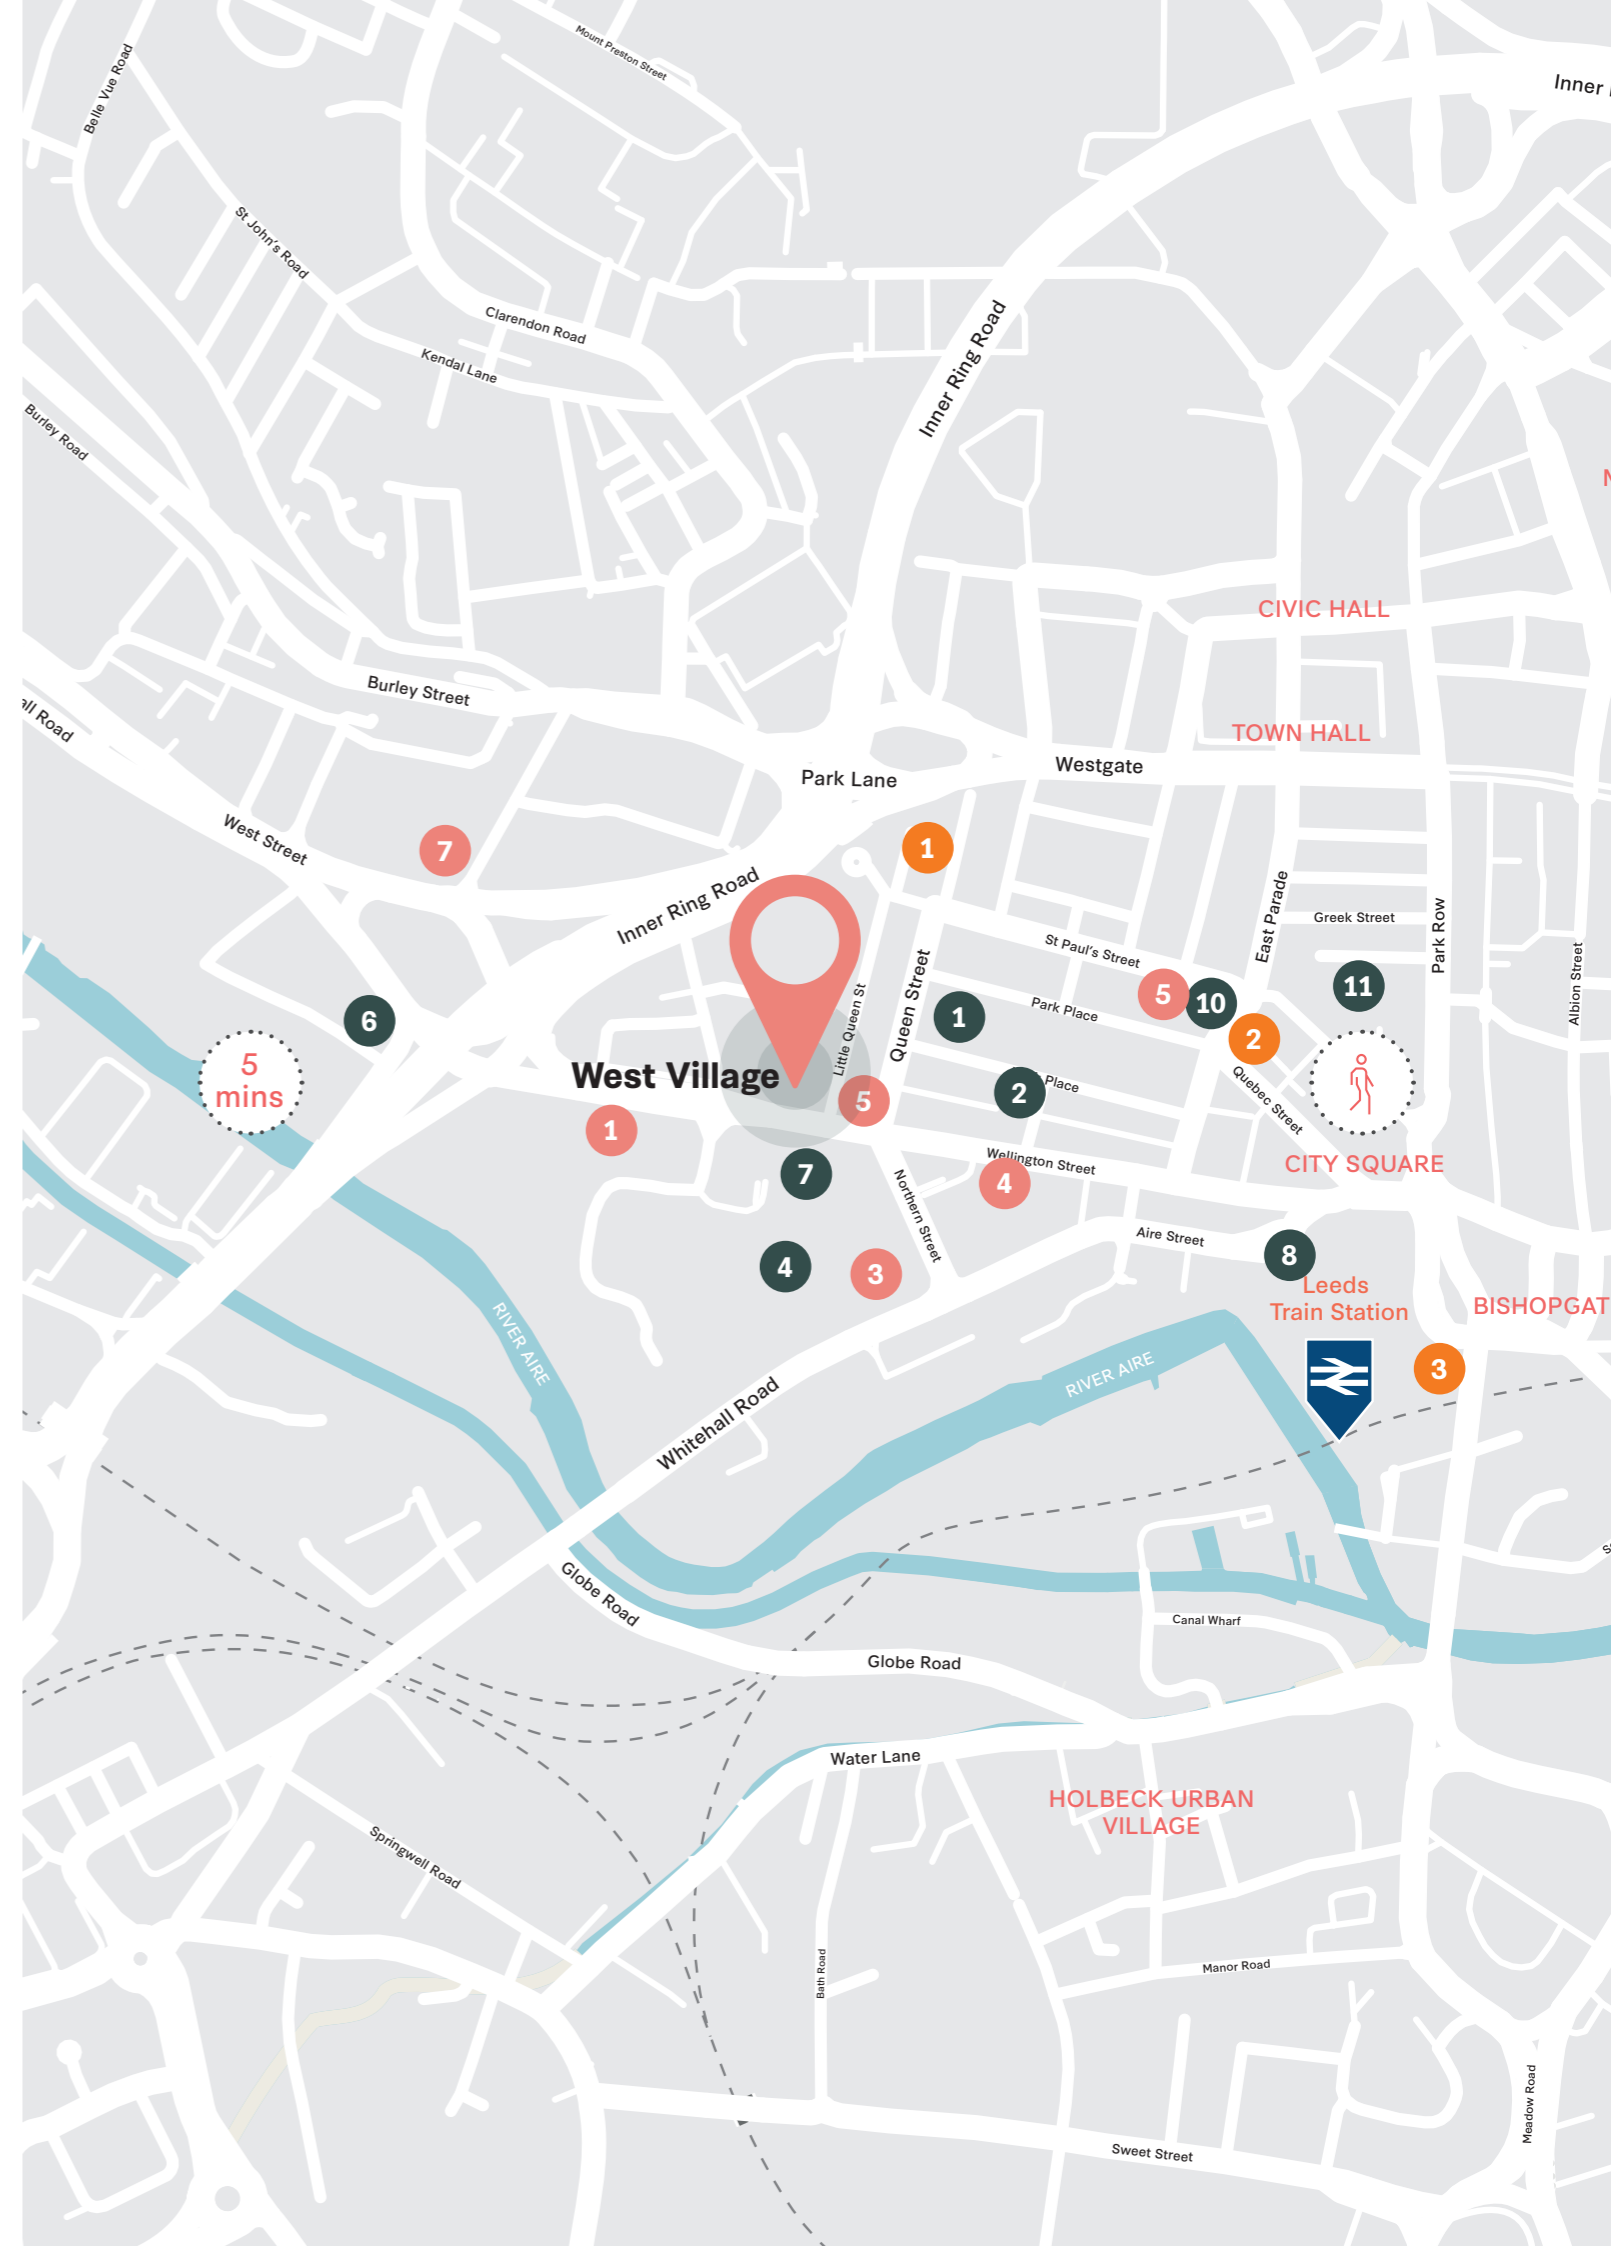 Mount Preston Street
Belle Vue Road
Inner
St John's Road
Clarendon Road
Kendal Lane
Inner Ring Road
Burley Road
CIVIC HALL
Burley Street
all Road
TOWN HALL
Park Lane
Westgate
West Street
7
1
Inner Ring Road
East Parade
Greek Street
Park Row
St Paul's Street
Albion Street
Little Queen St
Queen Street
Park Place
5
10
11
6
1
2
5
mins
West Village
5
2
Place
Quebec Street
1
7
Wellington Street
4
CITY SQUARE
Northern Street
Aire Street
4
3
8
Leeds
Train Station
BISHOPGAT
RIVER AIRE
RIVER AIRE
3
Whitehall Road
Globe Road
Canal Wharf
Globe Road
Water Lane
HOLBECK URBAN
VILLAGE
Springwell Road
Bath Road
Manor Road
Meadow Road
Sweet Street